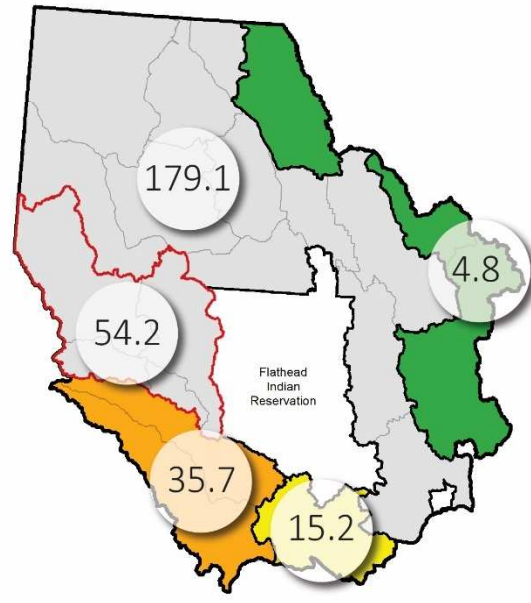 179.1
4.8
54.2
Flathead
Indian
Reservation
35.7
15.2